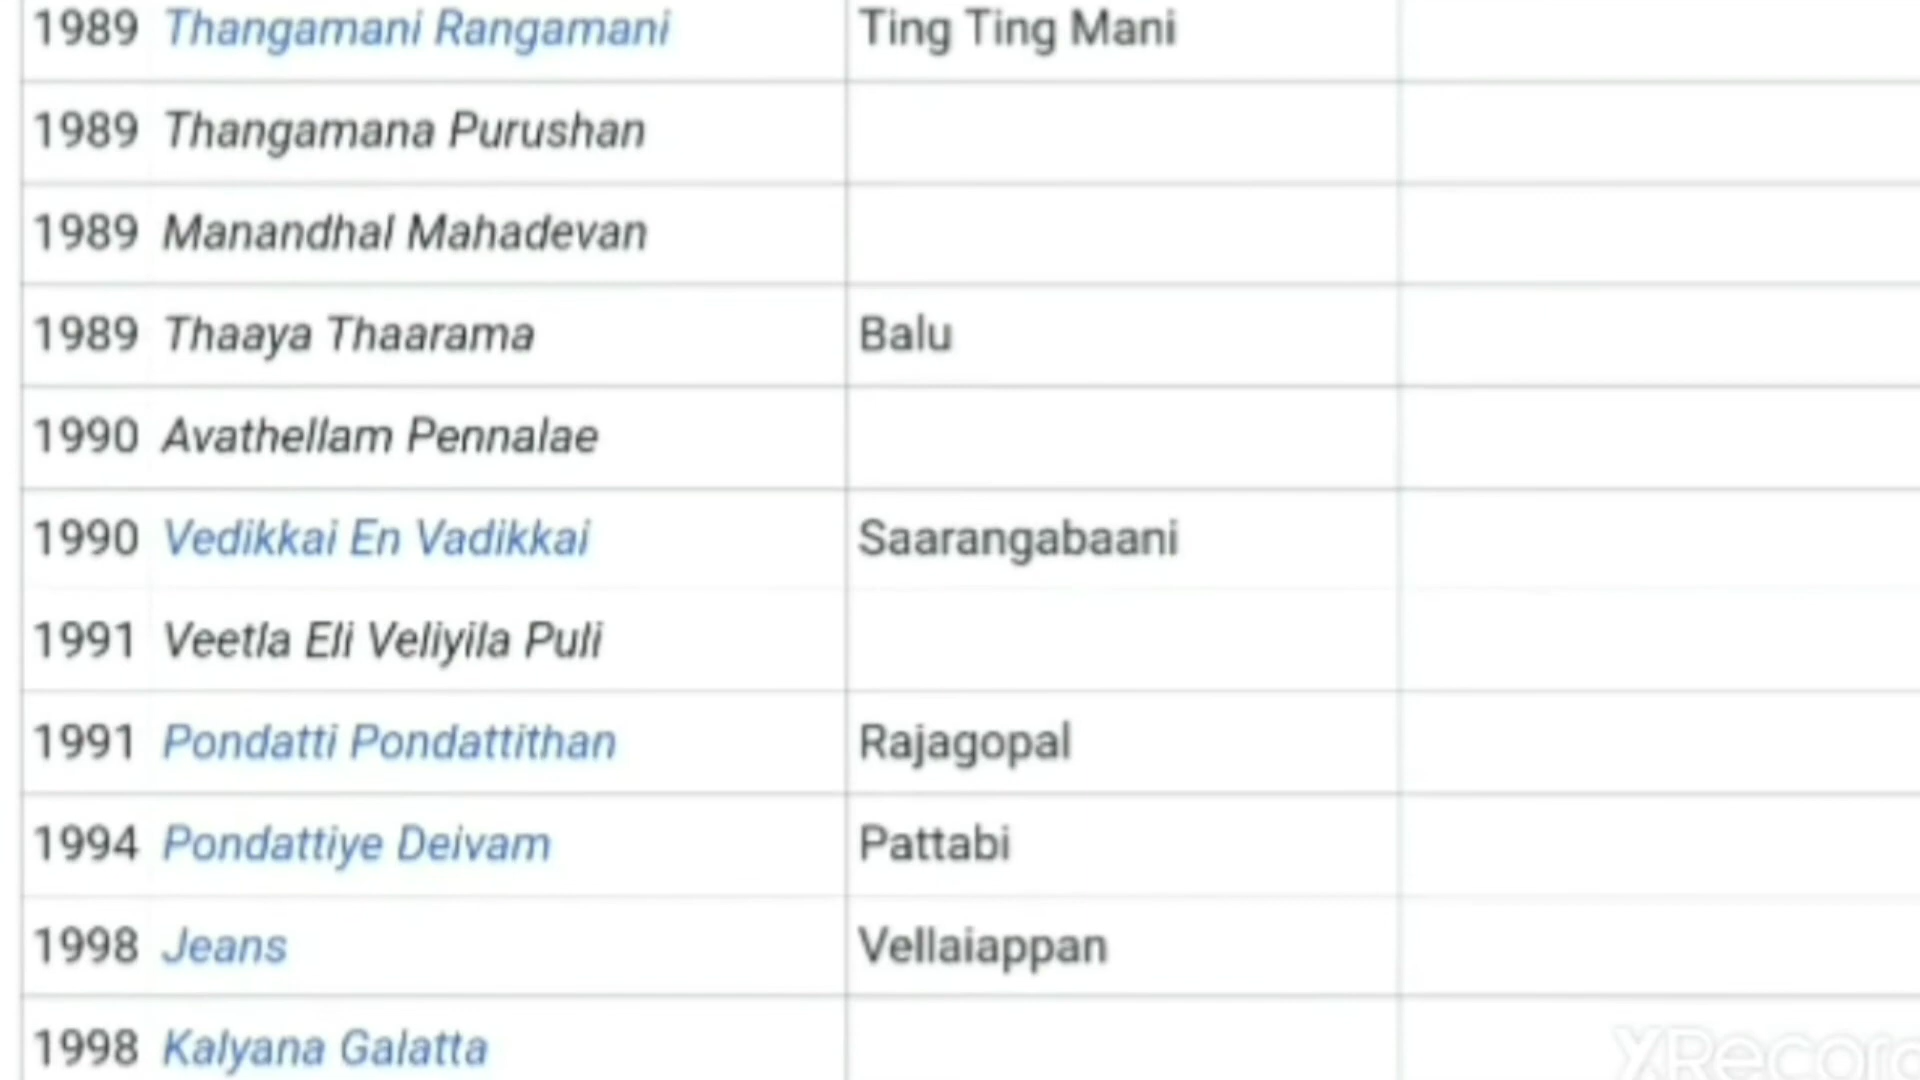 1989 Thangamani Rangamani Ting Ting Mani
1989 Thangamana Purushan
1989 Manandhal Mahadevan
1989 Thaaya Thaarama Balu
1990 Avathellam Pennalae
1990 Vedikkai En Vadikkai Saarangabaani
1991 Veetla Eli Veliyila Puli
1991 Pondatti Pondattithan Rajagopal
1994 Pondattiye Deivam Pattabi
1998 Jeans Vellaiappan
1998 Kalyana Galatta